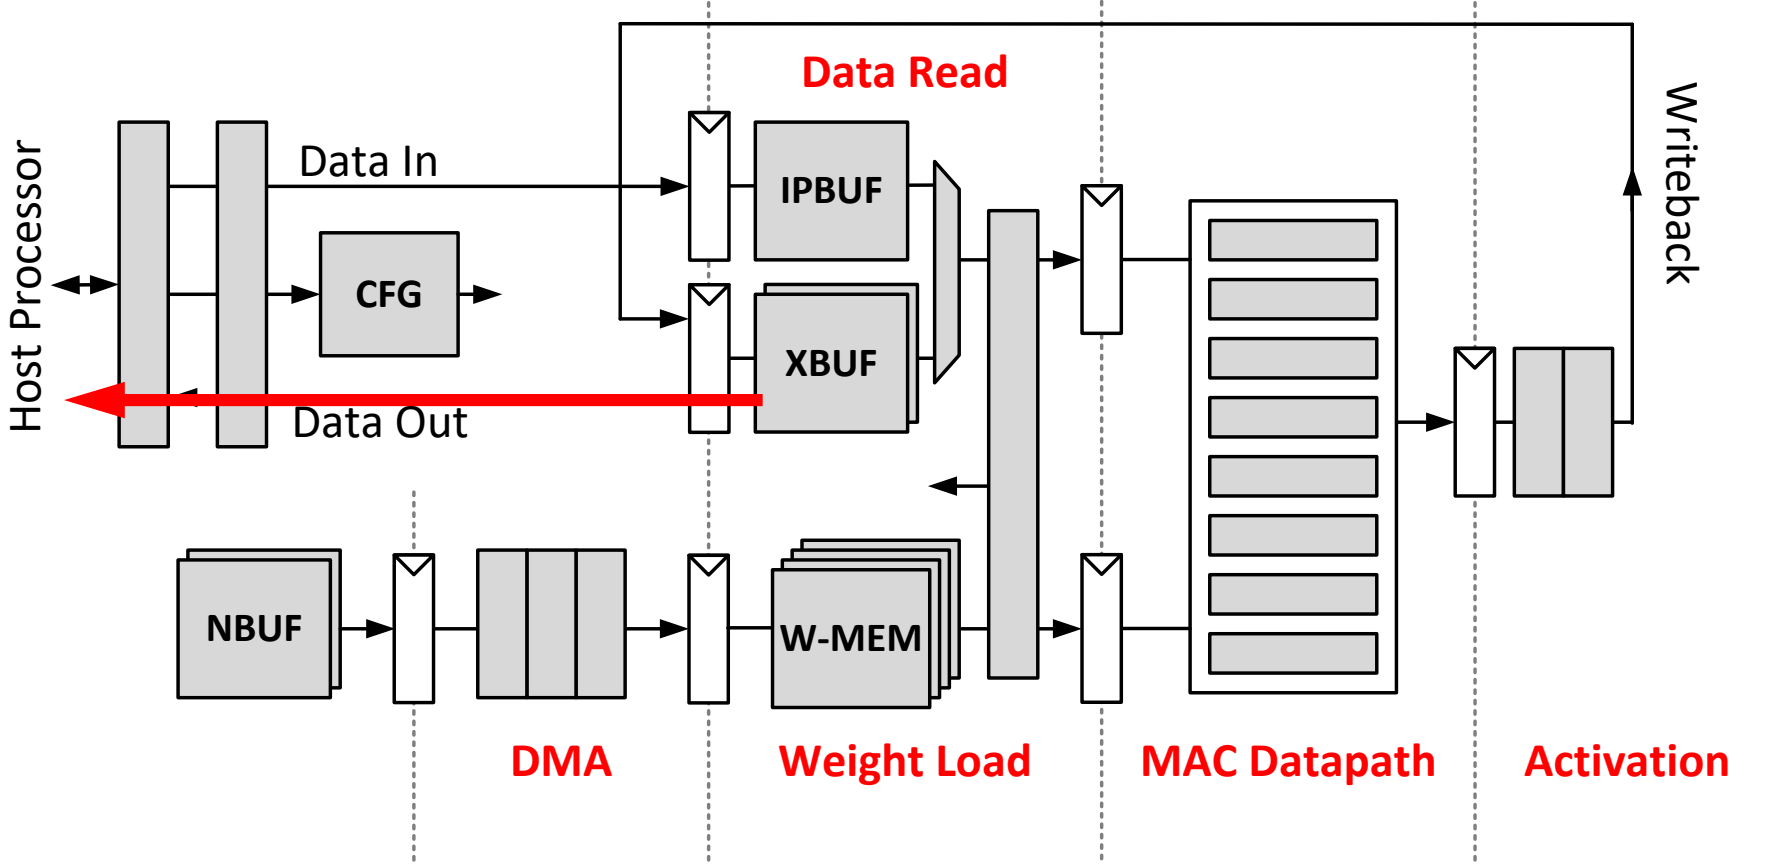 Data Read
Writeback
Host Processor
Data In
IPBUF
CFG
XBUF
Data Out
NBUF
W-MEM
DMA
Weight Load
MAC Datapath
Activation